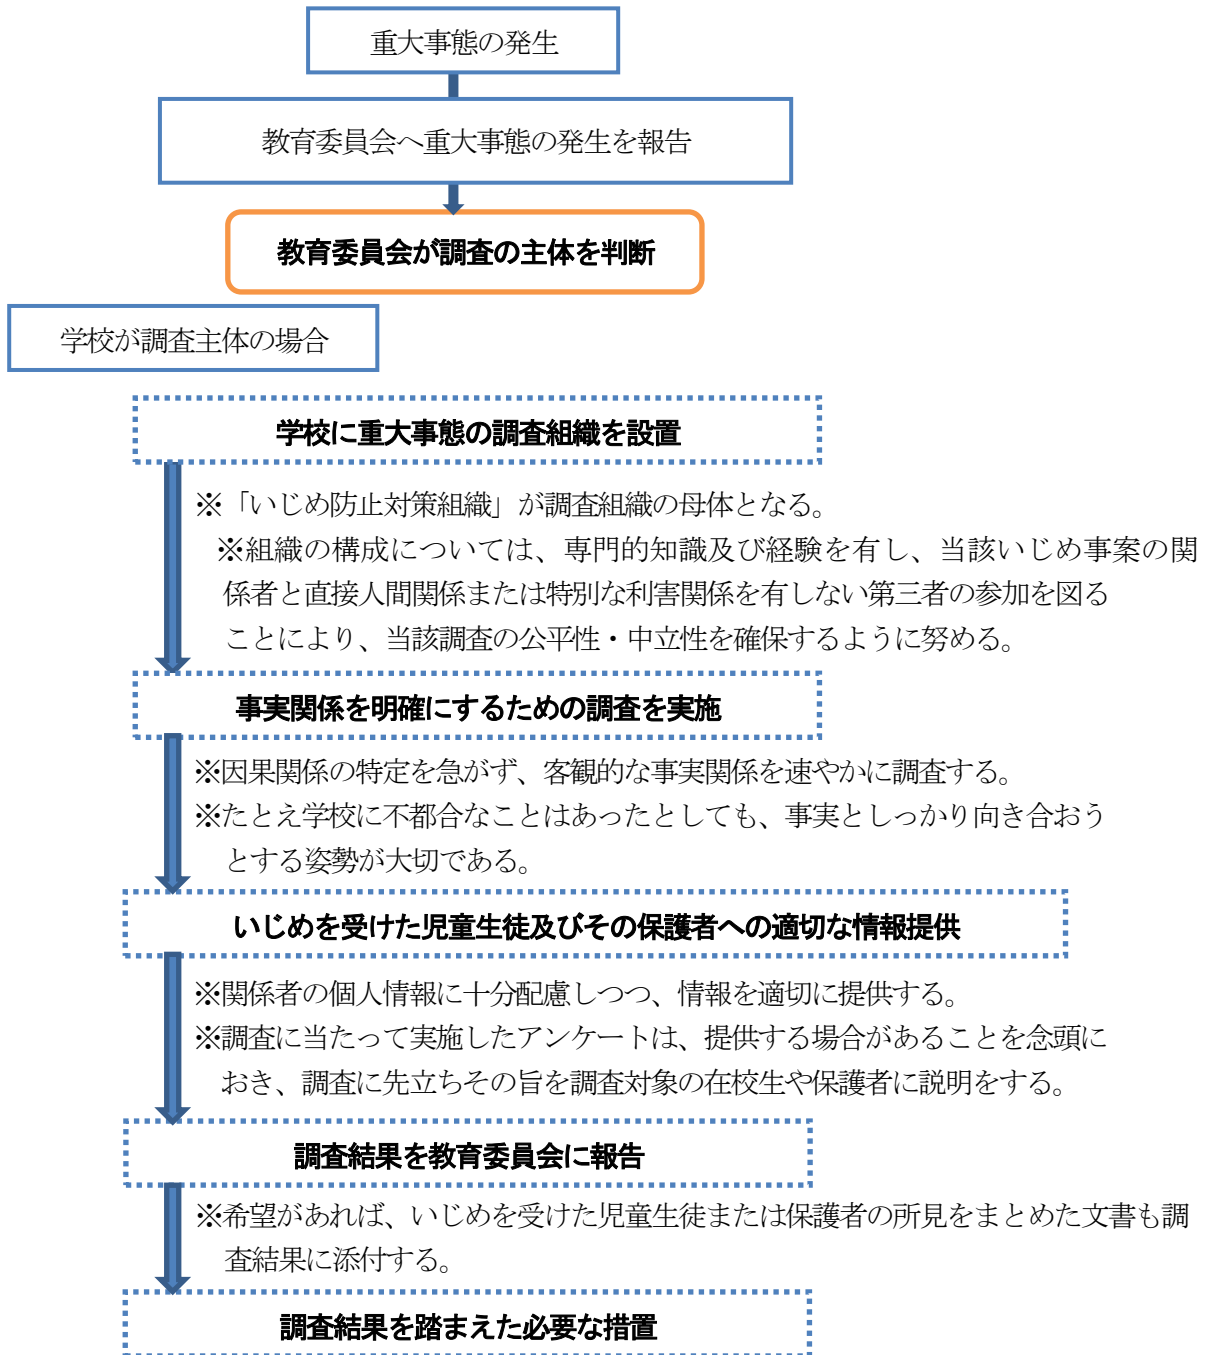 重大事態の発生
教育委員会へ重大事態の発生を報告
教育委員会が調査の主体を判断
学校が調査主体の場合
学校に重大事態の調査組織を設置
※「いじめ防止対策組織」が調査組織の母体となる。
※組織の構成については、専門的知識及び経験を有し、当該いじめ事案の関
係者と直接人間関係または特別な利害関係を有しない第三者の参加を図る
ことにより、当該調査の公平性・中立性を確保するように努める。
事実関係を明確にするための調査を実施
※因果関係の特定を急がず、客観的な事実関係を速やかに調査する。
※たとえ学校に不都合なことはあったとしても、事実としっかり向き合おう
とする姿勢が大切である。
いじめを受けた児童生徒及びその保護者への適切な情報提供
※関係者の個人情報に十分配慮しつつ、情報を適切に提供する。
※調査に当たって実施したアンケートは、提供する場合があることを念頭に
おき、調査に先立ちその旨を調査対象の在校生や保護者に説明をする。
調査結果を教育委員会に報告
※希望があれば、いじめを受けた児童生徒または保護者の所見をまとめた文書も調
査結果に添付する。
調査結果を踏まえた必要な措置